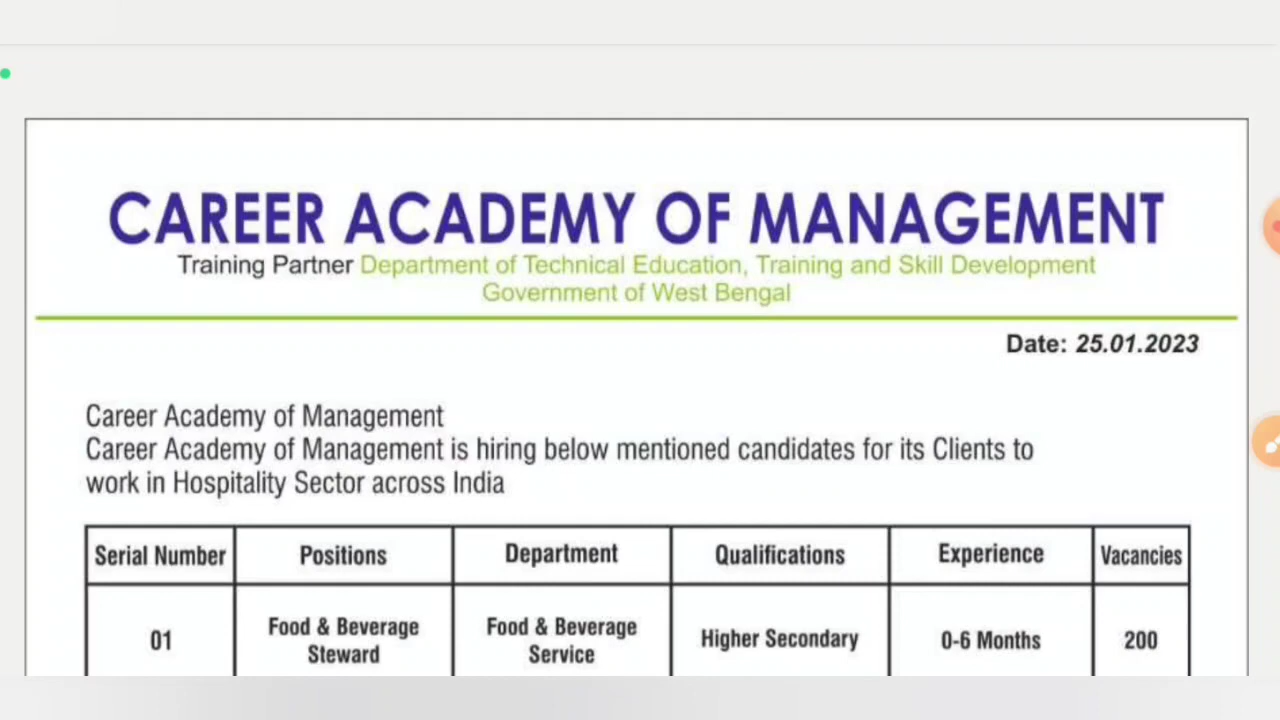 CAREER ACADEMY OF MANAGEMENT
Training Partner Department of Technical Education, Training and Skill Development
Government of West Bengal
Date: 25.01.2023
Career Academy of Management
Career Academy of Management is hiring below mentioned candidates for its Clients to
work in Hospitality Sector across India
Serial Number Positions Department Qualifications Experience Vacancies
01 Food & Beverage Steward Food & Beverage Service Higher Secondary 0-6 Months 200